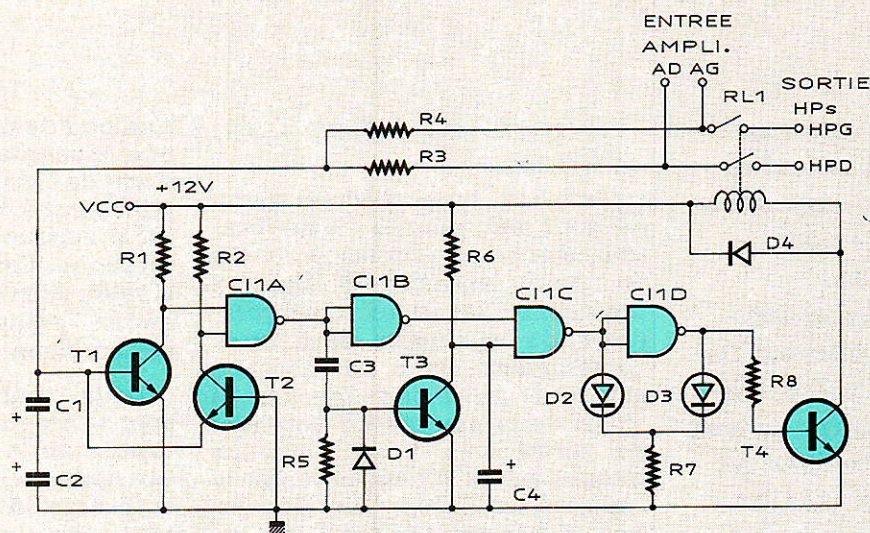 ENTREE
AMPLI.
AD AG
SORTIE
HPs
RL1
R4
HPG
R3
HPD
+12V
VCC
R1
R2
R6
D4
CI1A
CI1B
CI1C
CI1D
T1
T2
C3
T3
D2
D3
R8
+
C1
+
C2
R5
D1
+
C4
R7
T4